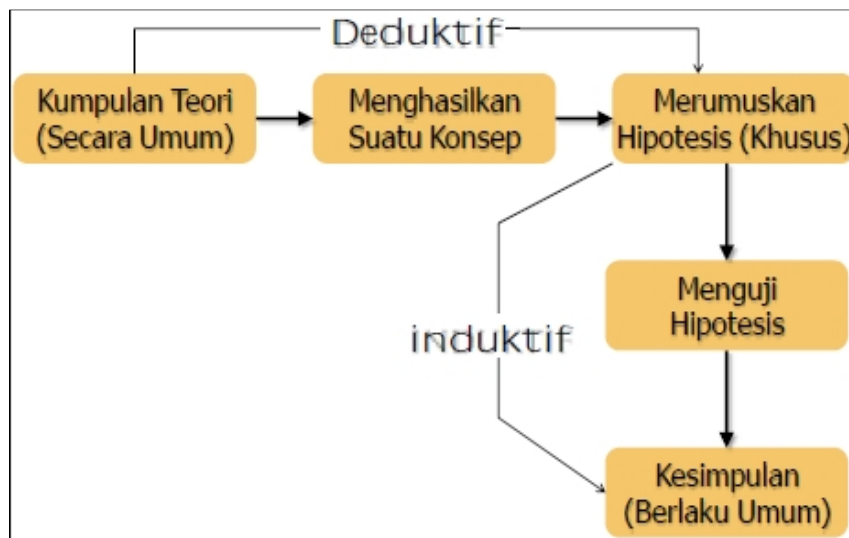 Deduktif
Kumpulan Teori
(Secara Umum)
Menghasilkan
Suatu Konsep
Merumuskan
Hipotesis (Khusus)
Menguji
Hipotesis
induktif
Kesimpulan
(Berlaku Umum)